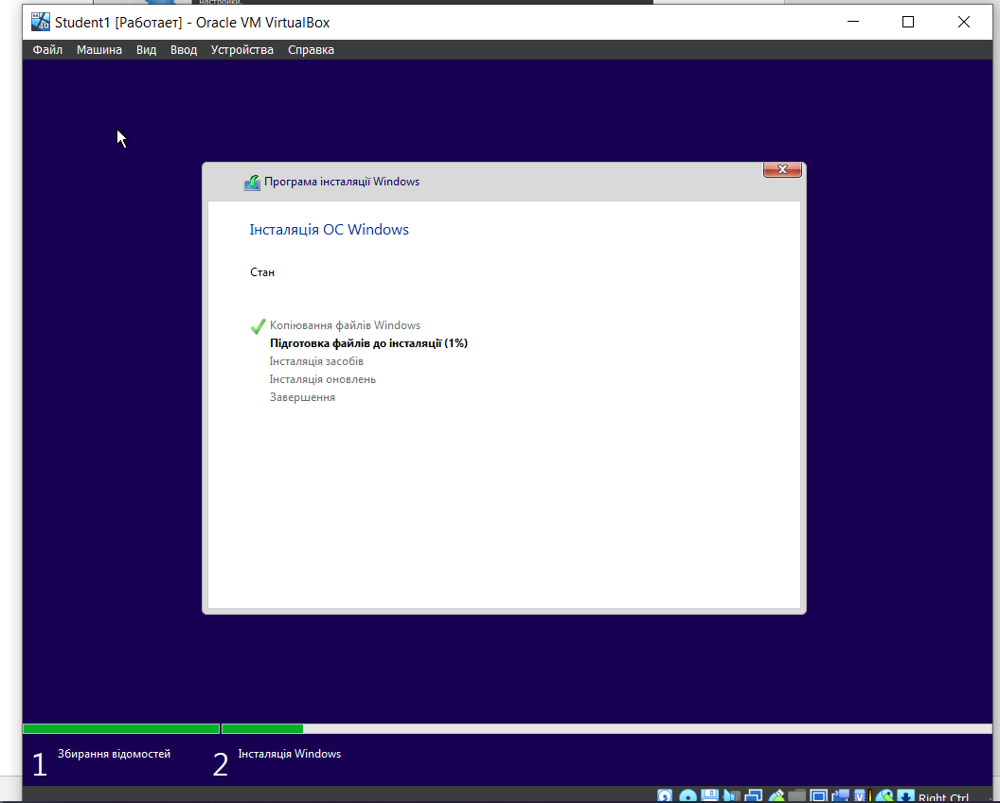 настройки.
Student1 [Работает] - Oracle VM VirtualBox
Файл Машина Вид Ввод Устройства Справка
Програма інсталяції Windows
Інсталяція ОС Windows
Стан
Копіювання файлів Windows
Підготовка файлів до інсталяції (1%)
Інсталяція засобів
Інсталяція оновлень
Завершення
1 Збирання відомостей 2 Інсталяція Windows
Right Ctrl